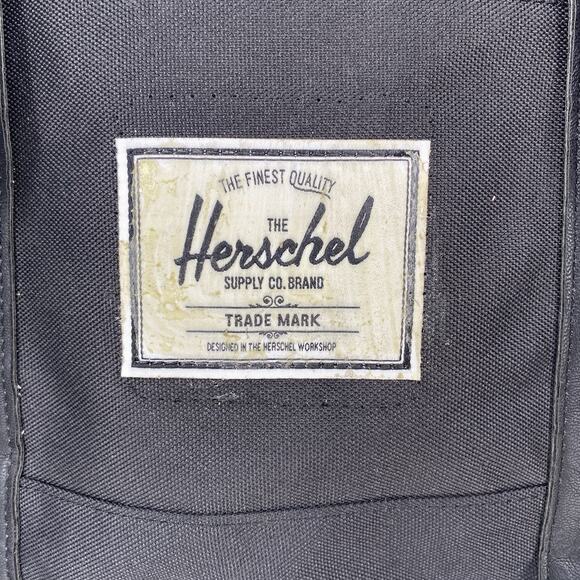 THE FINEST QUALITY
THE
Herschel
SUPPLY CO. BRAND
TRADE MARK
DESIGNED IN THE HERSCHEL WORKSHOP